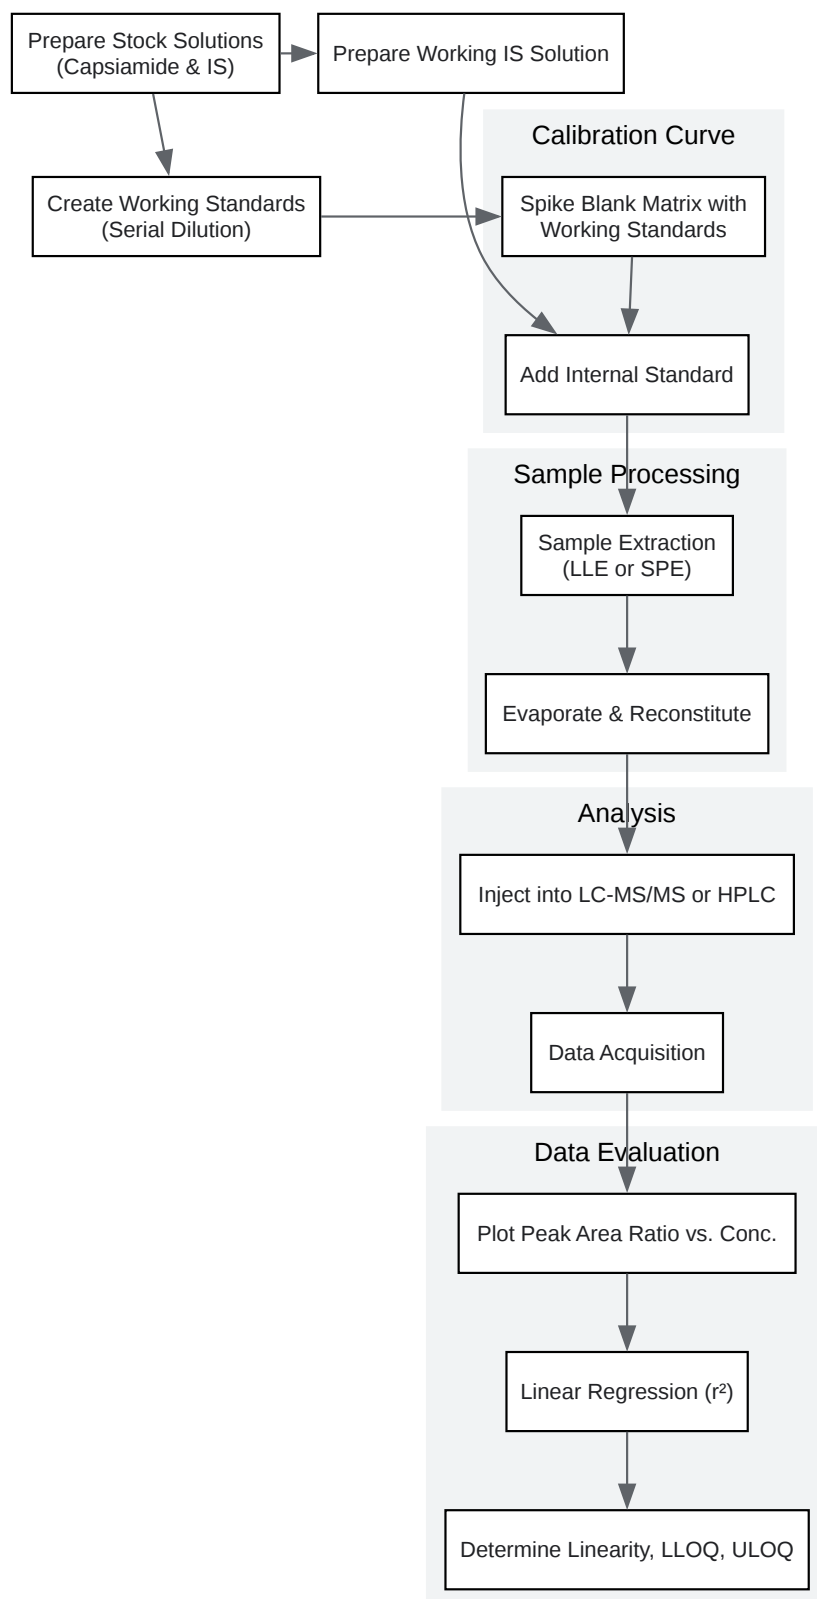 Prepare Stock Solutions
(Capsiamide & IS)
Prepare Working IS Solution
Calibration Curve
Create Working Standards
(Serial Dilution)
Spike Blank Matrix with
Working Standards
Add Internal Standard
Sample Processing
Sample Extraction
(LLE or SPE)
Evaporate & Reconstitute
Analysis
Inject into LC-MS/MS or HPLC
Data Acquisition
Data Evaluation
Plot Peak Area Ratio vs. Conc.
Linear Regression (r²)
Determine Linearity, LLOQ, ULOQ